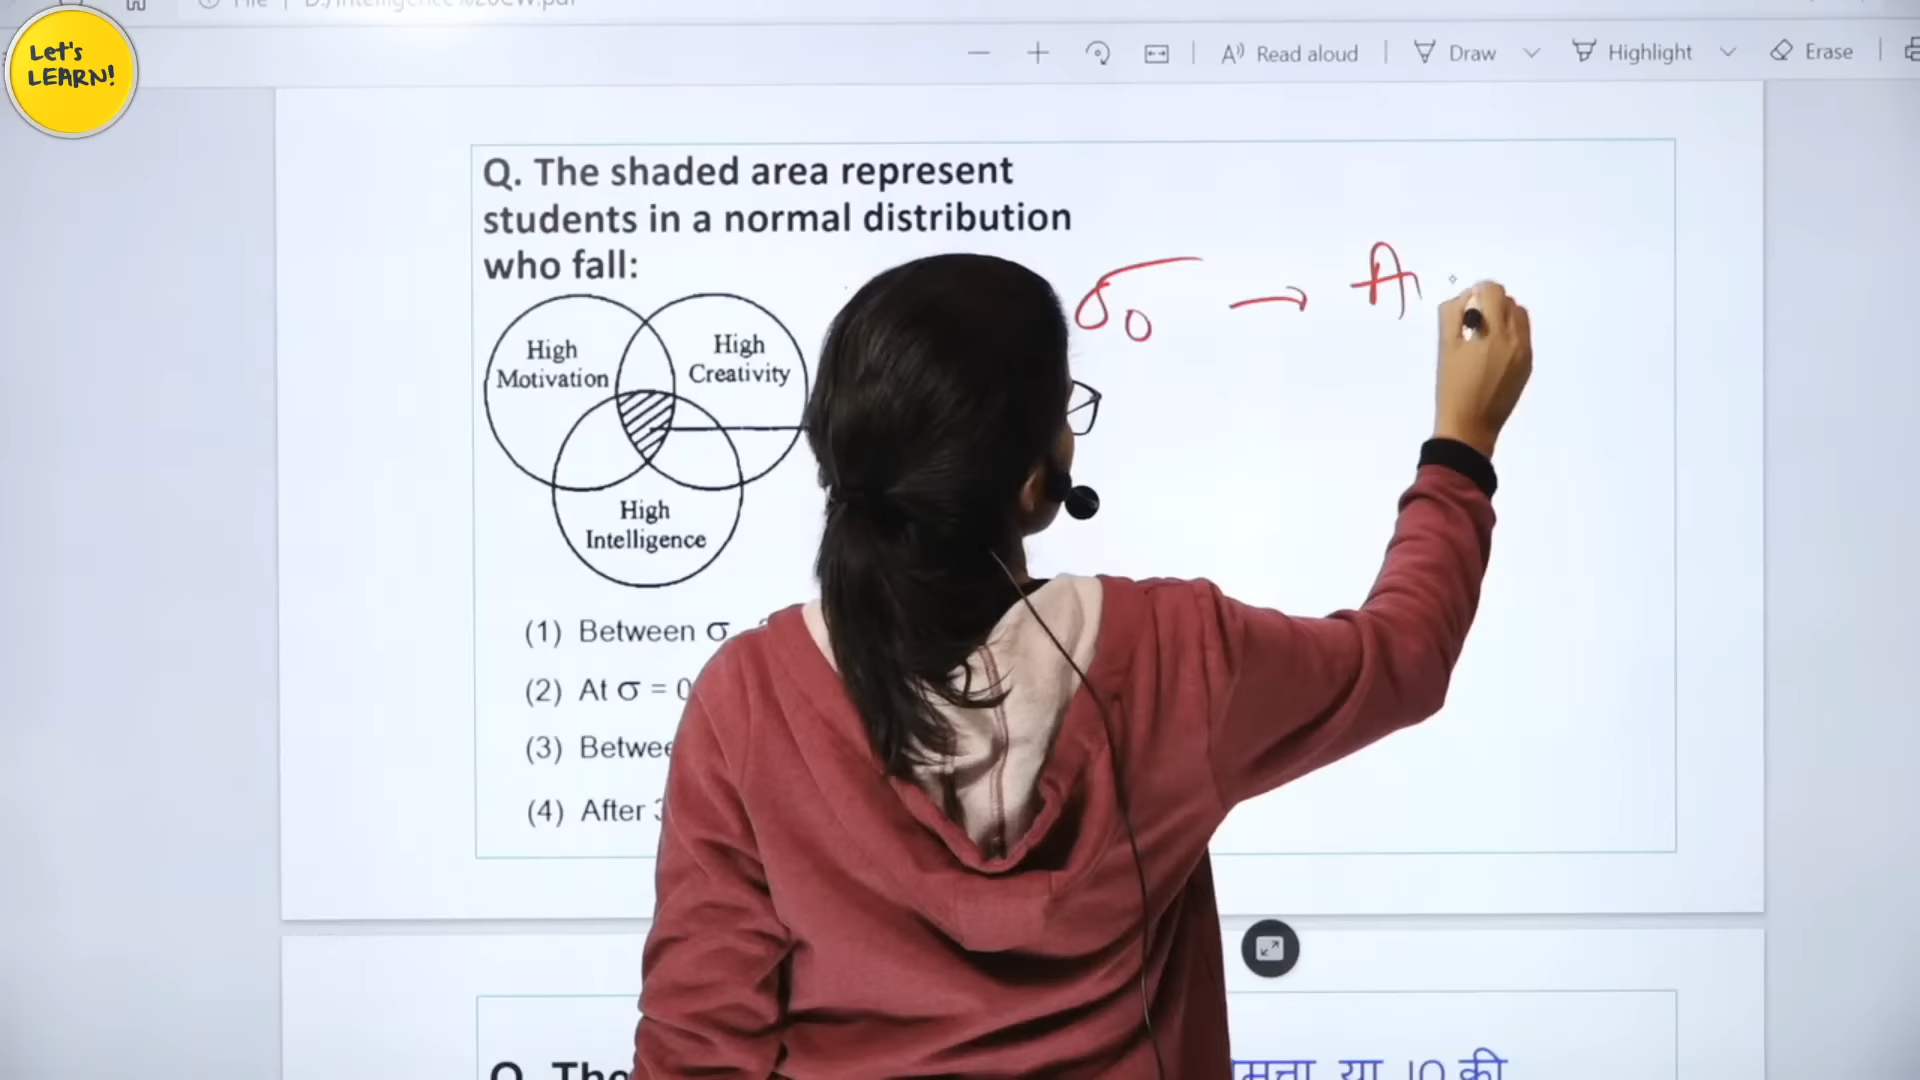 Let's
LEARN!
Read aloud
Draw
Highlight
Erase
Q. The shaded area represent
students in a normal distribution
who fall:
σ0 → A
High
Motivation
High
Creativity
High
Intelligence
(1) Between σ
(2) At σ = 0
(3)
(4) After
Q.
या IQ की